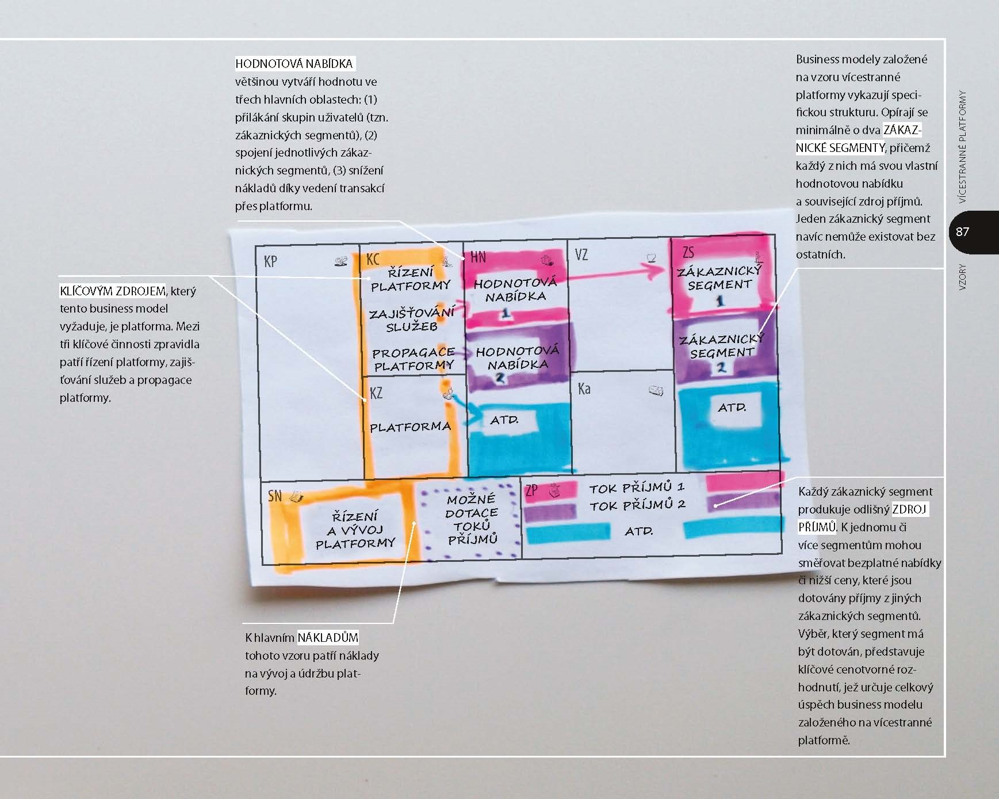 HODNOTOVÁ NABÍDKA
většinou vytváří hodnotu ve
třech hlavních oblastech: (1)
přilákání skupin uživatelů (tzn.
zákaznických segmentů), (2)
spojení jednotlivých zákaz-
nických segmentů, (3) snížení
nákladů díky vedení transakcí
přes platformu.
Business modely založené
na vzoru vícestranné
platformy vykazují speci-
fickou strukturu. Opírají se
minimálně o dva ZÁKAZ-
NICKÉ SEGMENTY, přičemž
každý z nich má svou vlastní
hodnotovou nabídku
a související zdroj příjmů.
Jeden zákaznický segment
navíc nemůže existovat bez
ostatních.
VÍCESTRANNÉ PLATFORMY
87
VZORY
KLÍČOVÝM ZDROJEM, který
tento business model
vyžaduje, je platforma. Mezi
tři klíčové činnosti zpravidla
patří řízení platformy, zajiš-
ťování služeb a propagace
platformy.
KP
KC
ŘÍZENÍ
PLATFORMY
ZAJIŠŤOVÁNÍ
SLUŽEB
PROPAGACE
PLATFORMY
KZ
PLATFORMA
HN
HODNOTOVÁ
NABÍDKA
1
HODNOTOVÁ
NABÍDKA
2
ATD.
VZ
Ka
ZS
ZÁKAZNICKÝ
SEGMENT
1
ZÁKAZNICKÝ
SEGMENT
2
ATD.
SN
ŘÍZENÍ
A VÝVOJ
PLATFORMY
MOŽNÉ
DOTACE
TOKŮ
PŘÍJMŮ
ZP
TOK PŘÍJMŮ 1
TOK PŘÍJMŮ 2
ATD.
Každý zákaznický segment
produkuje odlišný ZDROJ
PŘÍJMŮ. K jednomu či
více segmentům mohou
směřovat bezplatné nabídky
či nižší ceny, které jsou
dotovány příjmy z jiných
zákaznických segmentů.
Výběr, který segment má
být dotován, představuje
klíčové cenotvorné roz-
hodnutí, jež určuje celkový
úspěch business modelu
založeného na vícestranné
platformě.
K hlavním NÁKLADŮM
tohoto vzoru patří náklady
na vývoj a údržbu plat-
formy.